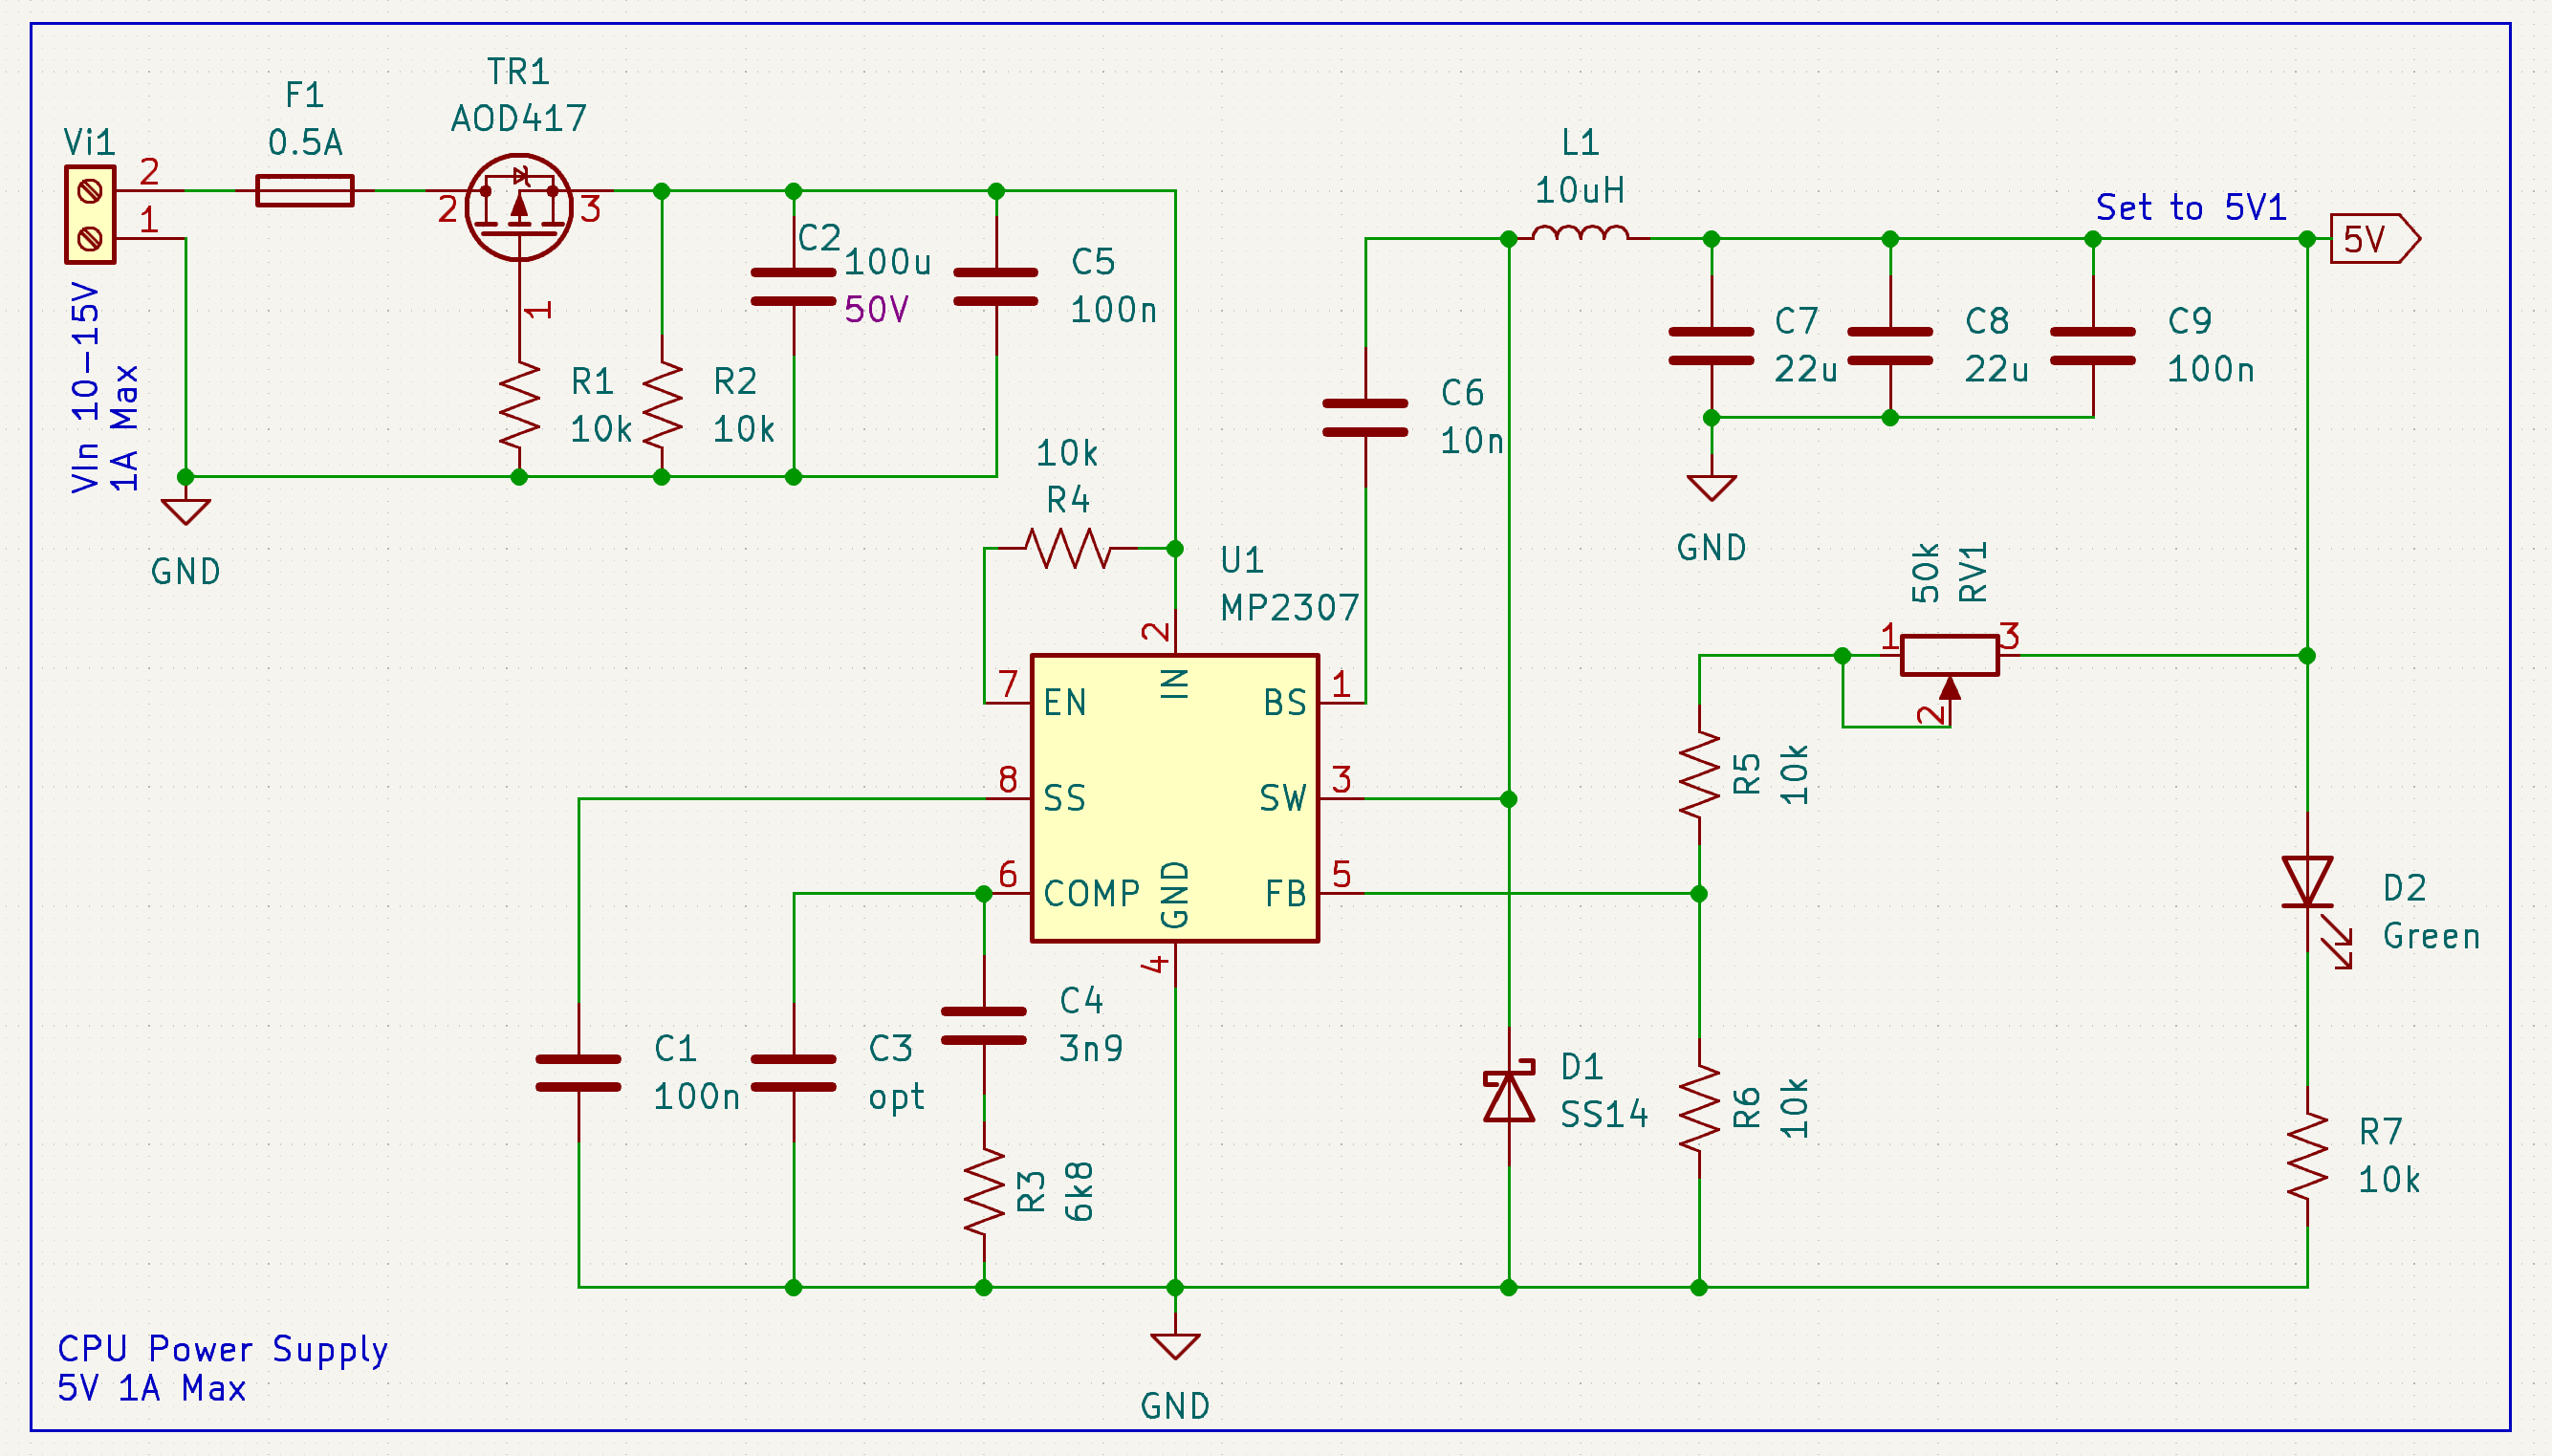 TR1
AOD417
F1
0.5A
Vi1
2
1
2
3
1
VIn 10-15V
1A Max
GND
R1
10k
R2
10k
C2
100u
50V
C5
100n
10k
R4
U1
MP2307
L1
10uH
Set to 5V1
5V
C6
10n
C7
22u
C8
22u
C9
100n
GND
50k
RV1
1
3
2
2
IN
7
EN
BS
1
8
SS
SW
3
6
COMP
GND
FB
5
4
R5
10k
D2
Green
C1
100n
C3
opt
C4
3n9
R3
6k8
D1
SS14
R6
10k
R7
10k
GND
CPU Power Supply
5V 1A Max